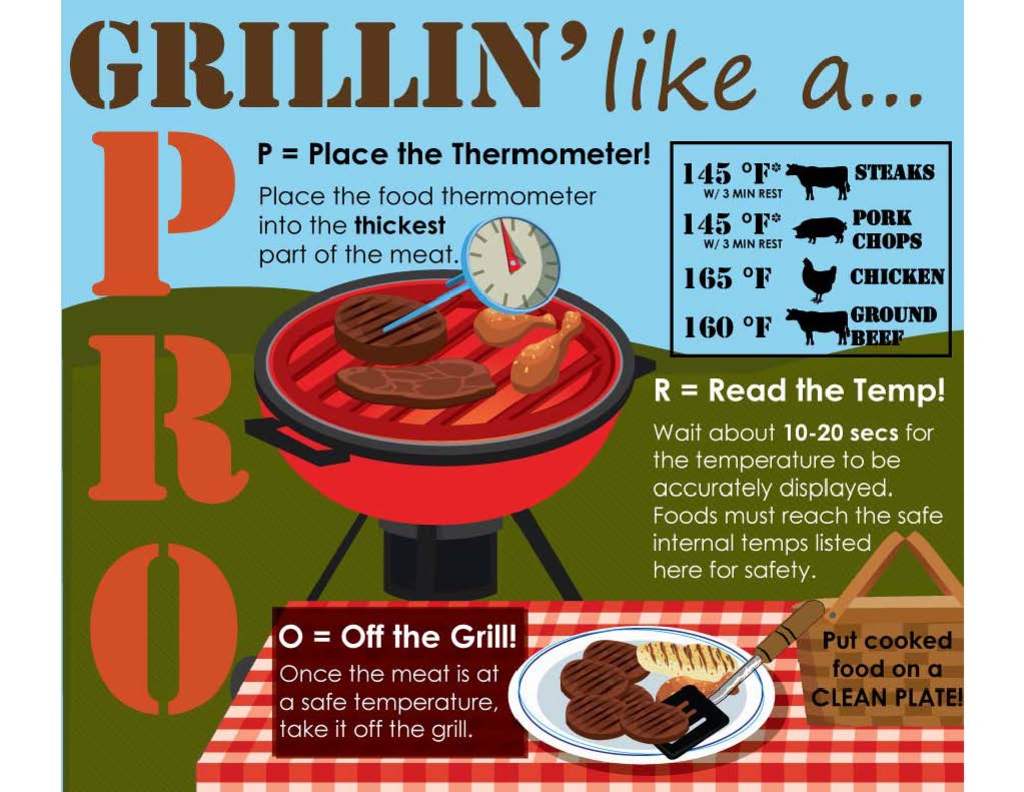 GRILLIN' like a...
PRO
P = Place the Thermometer!
Place the food thermometer
into the thickest
part of the meat.
145 °F* STEAKS
W/ 3 MIN REST
145 °F* PORK
W/ 3 MIN REST CHOPS
165 °F CHICKEN
160 °F GROUND
BEEF
R = Read the Temp!
Wait about 10-20 secs for
the temperature to be
accurately displayed.
Foods must reach the safe
internal temps listed
here for safety.
O = Off the Grill!
Once the meat is at
a safe temperature,
take it off the grill.
Put cooked
food on a
CLEAN PLATE!